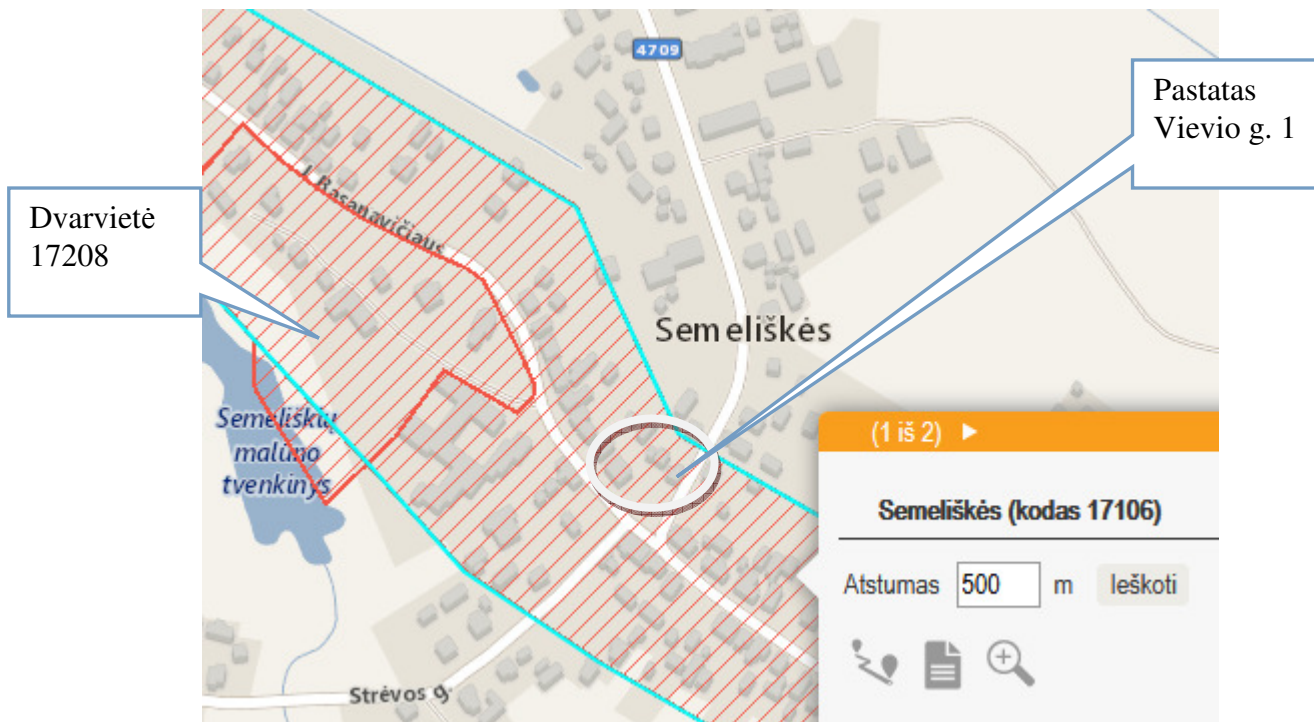 4709
Pastatas
Vievio g. 1
J. Basanavičiaus
Dvarvietė
17208
Semeliškės
Semeliškių
malūno
tvenkinys
(1 iš 2)
Semeliškės (kodas 17106)
Atstumas 500 m Ieškoti
Strėvos g.